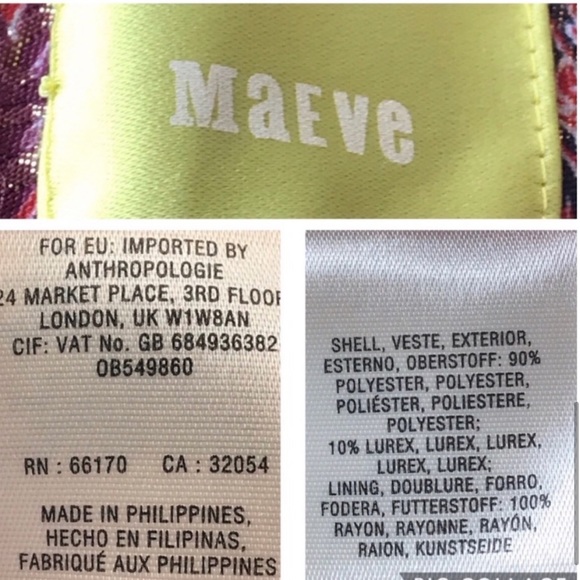 MaEve
FOR EU: IMPORTED BY
ANTHROPOLOGIE
24 MARKET PLACE, 3RD FLOOR
LONDON, UK W1W8AN
CIF: VAT No. GB 684936382
OB549860
RN : 66170 CA : 32054
MADE IN PHILIPPINES,
HECHO EN FILIPINAS,
FABRIQUÉ AUX PHILIPPINES
SHELL, VESTE, EXTERIOR,
ESTERNO, OBERSTOFF: 90%
POLYESTER, POLYESTER,
POLIÉSTER, POLIESTERE,
POLYESTER;
10% LUREX, LUREX, LUREX,
LUREX, LUREX;
LINING, DOUBLURE, FORRO,
FODERA, FUTTERSTOFF: 100%
RAYON, RAYONNE, RAYÓN,
RAION, KUNSTSEIDE